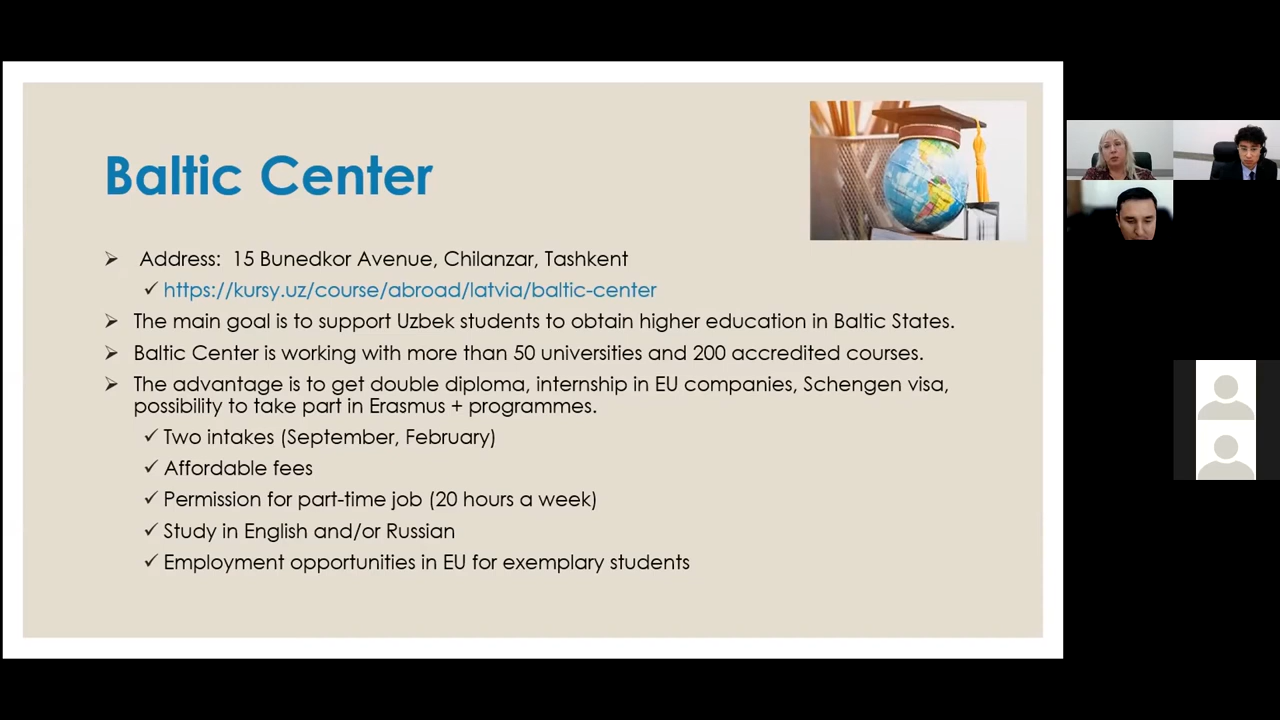 Baltic Center
Address: 15 Bunedkor Avenue, Chilanzar, Tashkent
https://kursy.uz/course/abroad/latvia/baltic-center
The main goal is to support Uzbek students to obtain higher education in Baltic States.
Baltic Center is working with more than 50 universities and 200 accredited courses.
The advantage is to get double diploma, internship in EU companies, Schengen visa,
possibility to take part in Erasmus + programmes.
Two intakes (September, February)
Affordable fees
Permission for part-time job (20 hours a week)
Study in English and/or Russian
Employment opportunities in EU for exemplary students